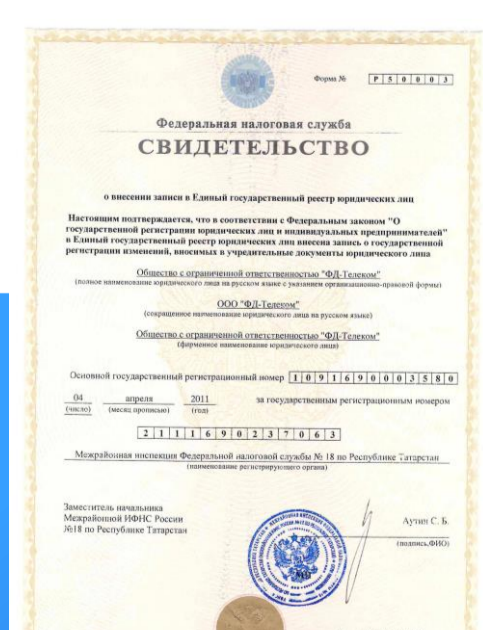 Форма № Р 5 0 0 0 3
Федеральная налоговая служба
СВИДЕТЕЛЬСТВО
о внесении записи в Единый государственный реестр юридических лиц
Настоящим подтверждается, что в соответствии с Федеральным законом "О
государственной регистрации юридических лиц и индивидуальных предпринимателей"
в Единый государственный реестр юридических лиц внесена запись о государственной
регистрации изменений, вносимых в учредительные документы юридического лица
Общество с ограниченной ответственностью "ФД-Телеком"
(полное наименование юридического лица на русском языке с указанием организационно-правовой формы)
ООО "ФД-Телеком"
(сокращенное наименование юридического лица на русском языке)
Общество с ограниченной ответственностью "ФД-Телеком"
(фирменное наименование юридического лица)
Основной государственный регистрационный номер 1 0 9 1 6 9 0 0 0 3 5 8 0
04 апреля 2011 за государственным регистрационным номером
(число) (месяц прописью) (год)
2 1 1 1 6 9 0 2 3 7 0 6 3
Межрайонная инспекция Федеральной налоговой службы № 18 по Республике Татарстан
(наименование регистрирующего органа)
Заместитель начальника
Межрайонной ИФНС России
№18 по Республике Татарстан
Аутин С. Б.
(подпись,ФИО)